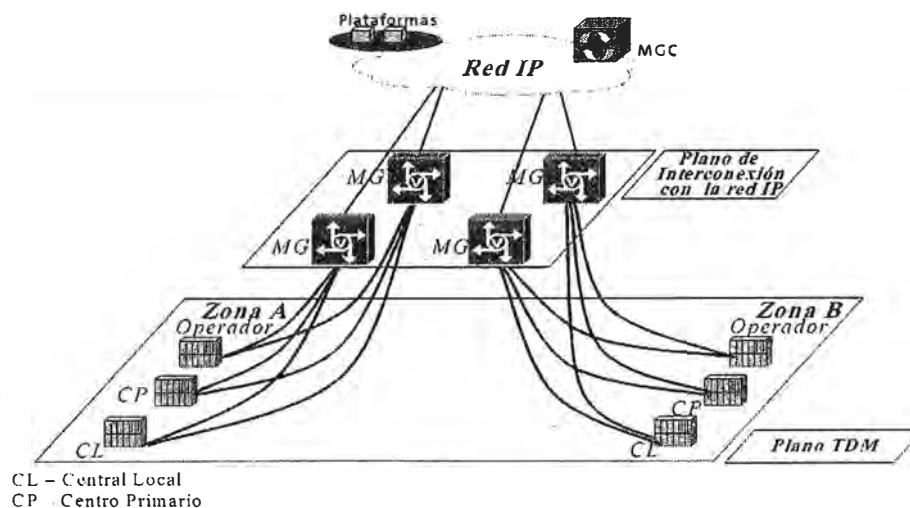 Plataformas
MGC
Red IP
MG
MG
Plano de
Interconexión
con la red IP
MG
MG
Zona A
Operador
Zona B
Operador
CP
CP
CL
CL
Plano TDM
CL – Central Local
CP Centro Primario